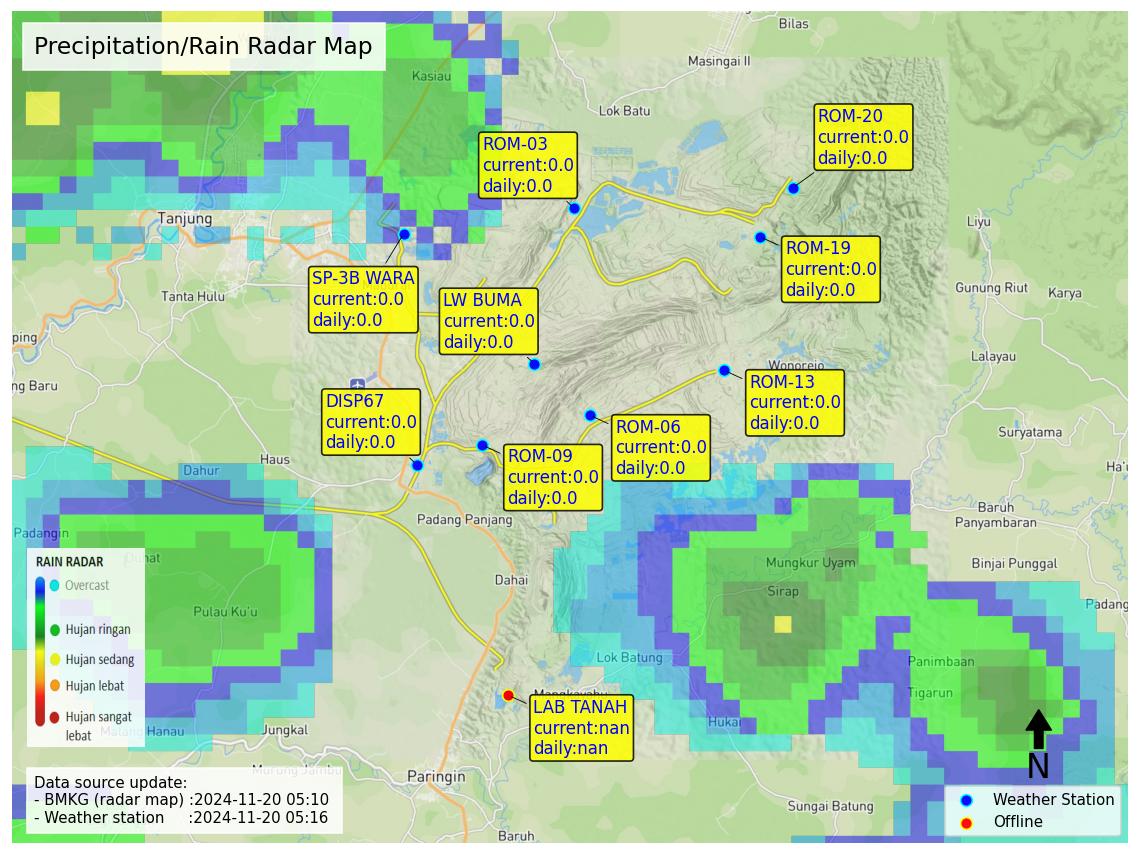 Precipitation/Rain Radar Map
Bilas
Masingai II
Kasiau
Lok Batu
ROM-20
current:0.0
daily:0.0
ROM-03
current:0.0
daily:0.0
Tanjung
Liyu
ROM-19
current:0.0
daily:0.0
SP-3B WARA
current:0.0
daily:0.0
Tanta Hulu
LW BUMA
current:0.0
daily:0.0
Gunung Riut
Karya
ping
Lalayau
Wonorejo
ng Baru
ROM-13
current:0.0
daily:0.0
DISP67
current:0.0
daily:0.0
ROM-06
current:0.0
daily:0.0
Suryatama
ROM-09
current:0.0
daily:0.0
Haus
Dahur
Ha'u
Baruh
Panyambaran
Padang Panjang
Padangin
Mungkur Uyam
Binjai Punggal
Dahai
Sirap
Padang
Pulau Ku'u
RAIN RADAR
Overcast
Hujan ringan
Hujan sedang
Hujan lebat
Hujan sangat
lebat
Lok Batung
Panimbaan
Tigarun
LAB TANAH
current:nan
daily:nan
Hukai
Jungkal
Paringin
Data source update:
- BMKG (radar map) :2024-11-20 05:10
- Weather station :2024-11-20 05:16
N
Sungai Batung
Baruh
Weather Station
Offline